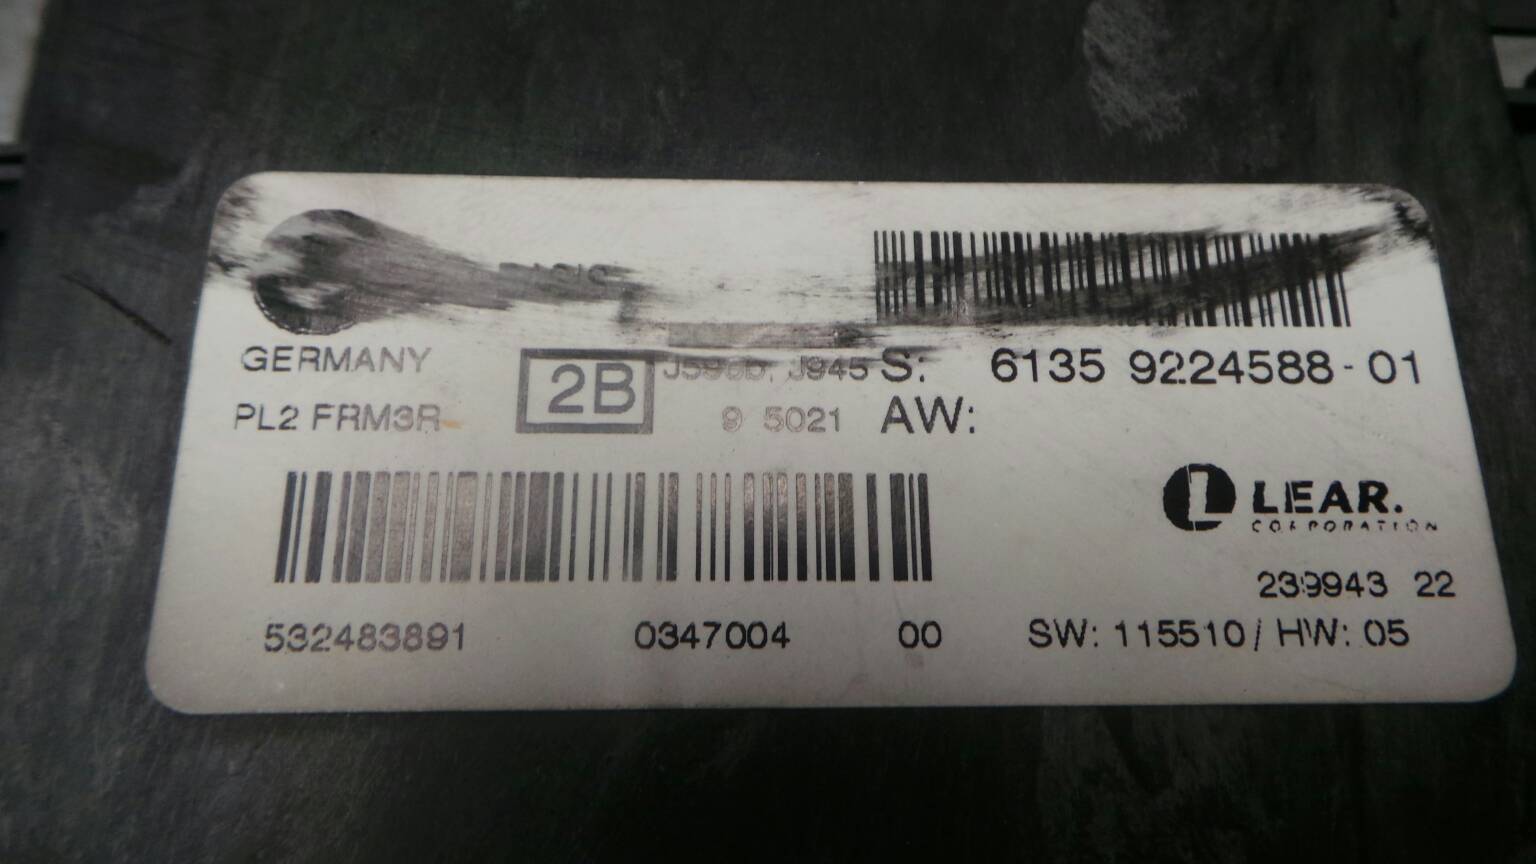 GERMANY
2B
J945 S: 6135 9224588-01
PL2 FRM3R
9 5021 AW:
LEAR.
CORPORATION
239943 22
532483891 0347004 00 SW: 115510/ HW: 05